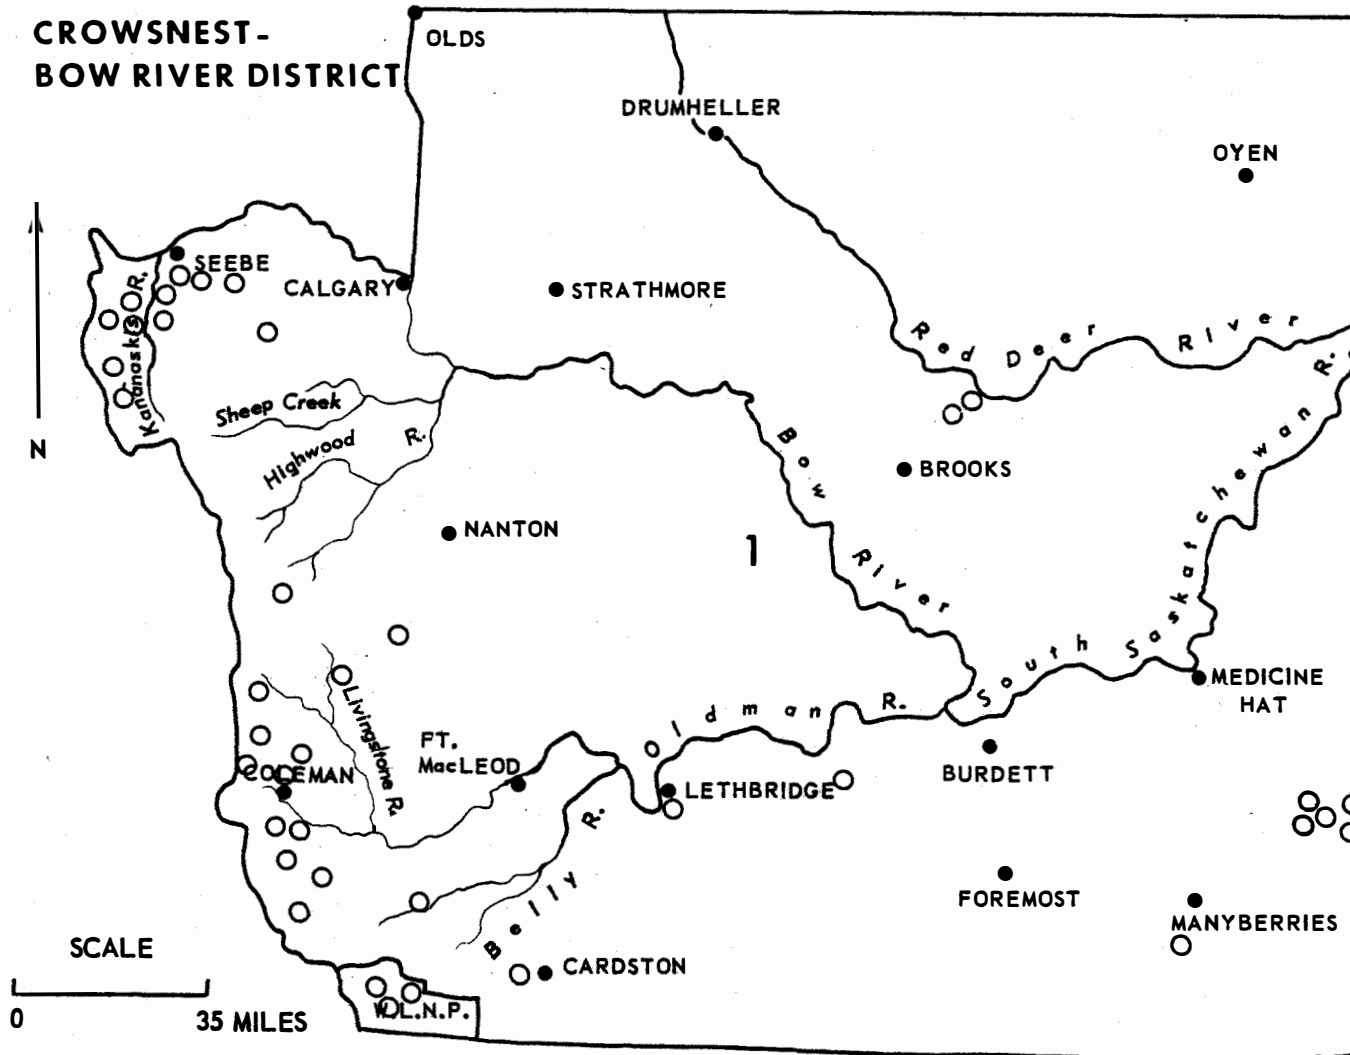 CROWSNEST-
BOW RIVER DISTRICT
OLDS
DRUMHELLER
OYEN
SEEBE
CALGARY
STRATHMORE
Kananaskis R.
Red Deer River
Sheep Creek
Highwood R.
N
BROOKS
Bow River
NANTON
1
South Saskatchewan R.
MEDICINE
HAT
Livingstone R.
Oldman R.
FT.
MacLEOD
COLEMAN
LETHBRIDGE
BURDETT
Belly R.
FOREMOST
MANYBERRIES
SCALE
CARDSTON
W.L.N.P.
0 35 MILES